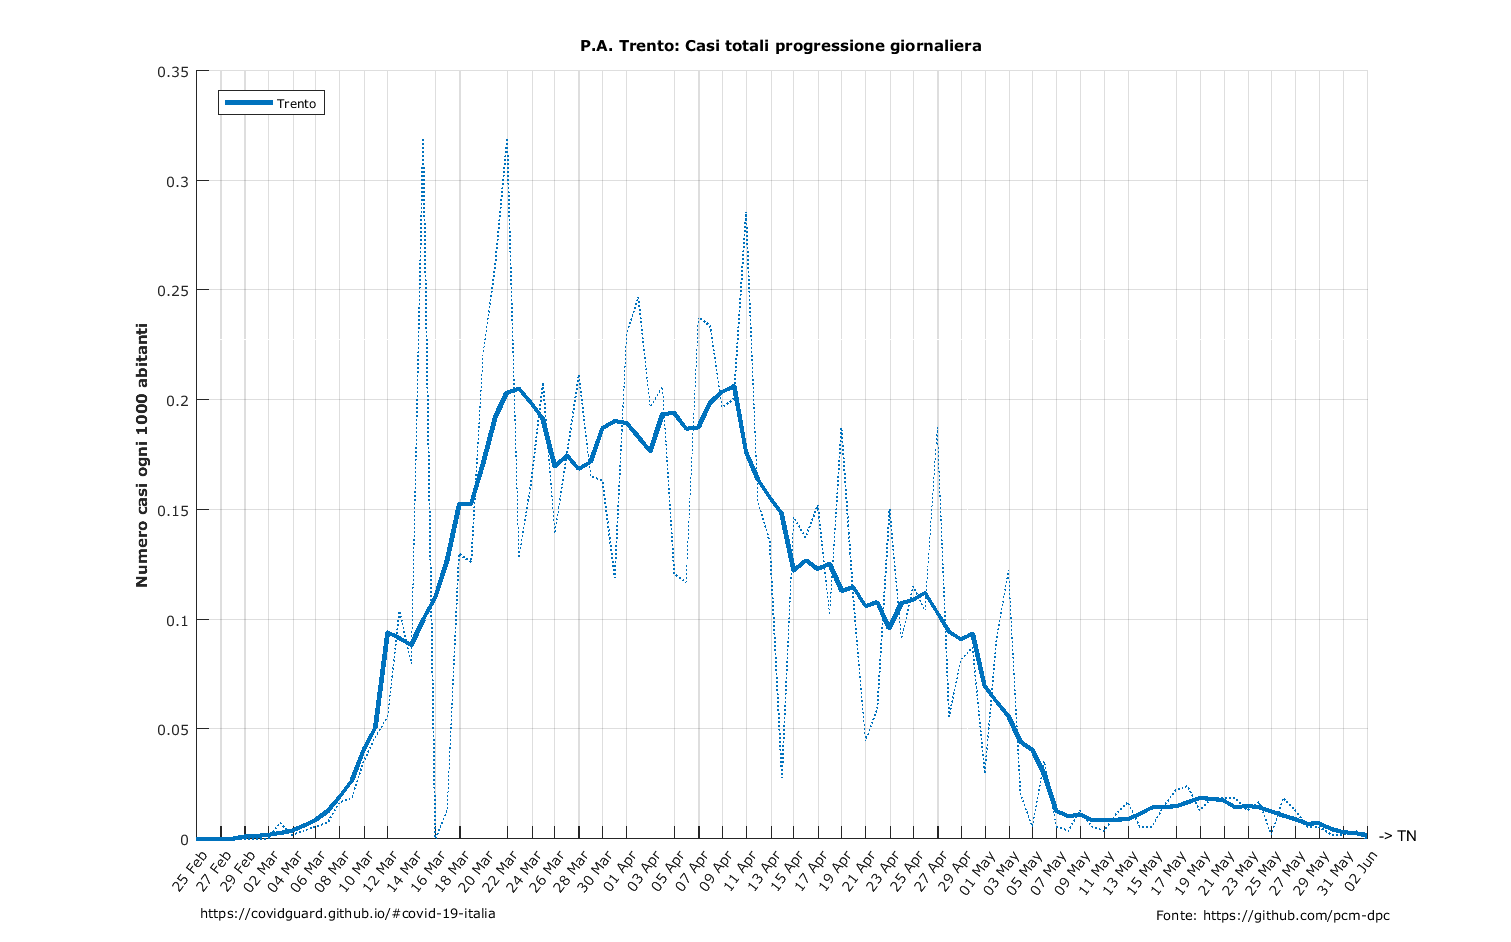 P.A. Trento: Casi totali progressione giornaliera
Trento
Numero casi ogni 1000 abitanti
0.35
0.3
0.25
0.2
0.15
0.1
0.05
0
25 Feb
27 Feb
29 Feb
02 Mar
04 Mar
06 Mar
08 Mar
10 Mar
12 Mar
14 Mar
16 Mar
18 Mar
20 Mar
22 Mar
24 Mar
26 Mar
28 Mar
30 Mar
01 Apr
03 Apr
05 Apr
07 Apr
09 Apr
11 Apr
13 Apr
15 Apr
17 Apr
19 Apr
21 Apr
23 Apr
25 Apr
27 Apr
29 Apr
01 May
03 May
05 May
07 May
09 May
11 May
13 May
15 May
17 May
19 May
21 May
23 May
25 May
27 May
29 May
31 May
02 Jun
-> TN
https://covidguard.github.io/#covid-19-italia
Fonte: https://github.com/pcm-dpc